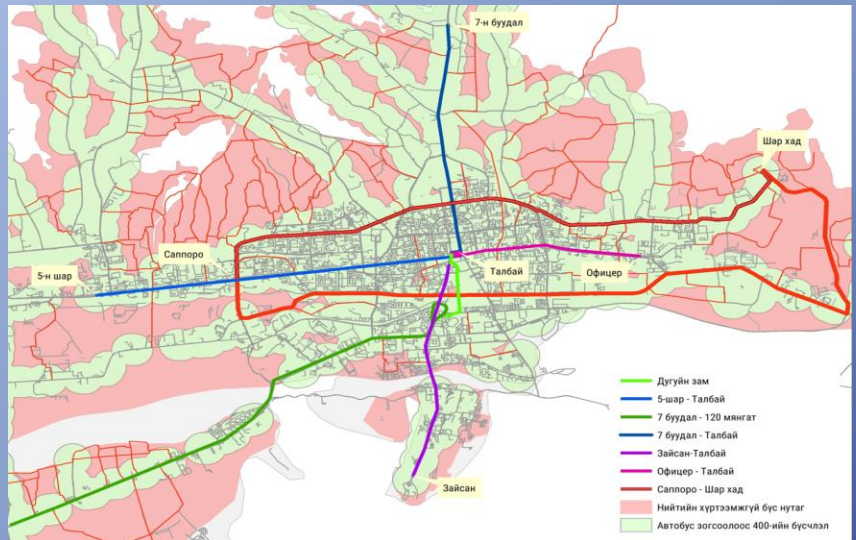 7-н буудал
Шар хад
Саппоро
5-н шар
Талбай
Офицер
Зайсан
Дугуйн зам
5-шар - Талбай
7 буудал - 120 мянгат
7 буудал - Талбай
Зайсан-Талбай
Офицер - Талбай
Саппоро - Шар хад
Нийтийн хүртээмжгүй бүс нутаг
Автобус зогсоолоос 400-ийн бүсчлэл